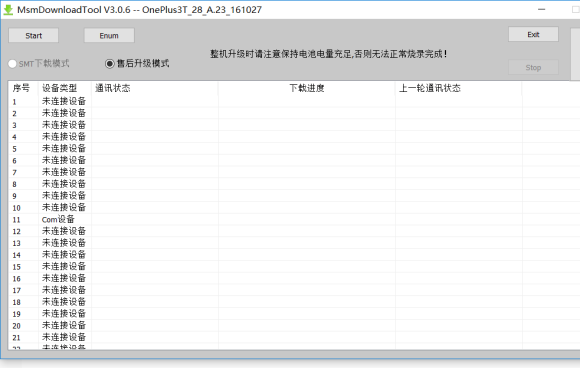 MsmDownloadTool V3.0.6 -- OnePlus3T_28_A.23_161027
Start Enum Exit
整机升级时请注意保持电池电量充足,否则无法正常烧录完成!
SMT下载模式 售后升级模式 Stop
序号 设备类型 通讯状态 下载进度 上一轮通讯状态
1 未连接设备
2 未连接设备
3 未连接设备
4 未连接设备
5 未连接设备
6 未连接设备
7 未连接设备
8 未连接设备
9 未连接设备
10 未连接设备
11 Com设备
12 未连接设备
13 未连接设备
14 未连接设备
15 未连接设备
16 未连接设备
17 未连接设备
18 未连接设备
19 未连接设备
20 未连接设备
21 未连接设备
22 未连接设备